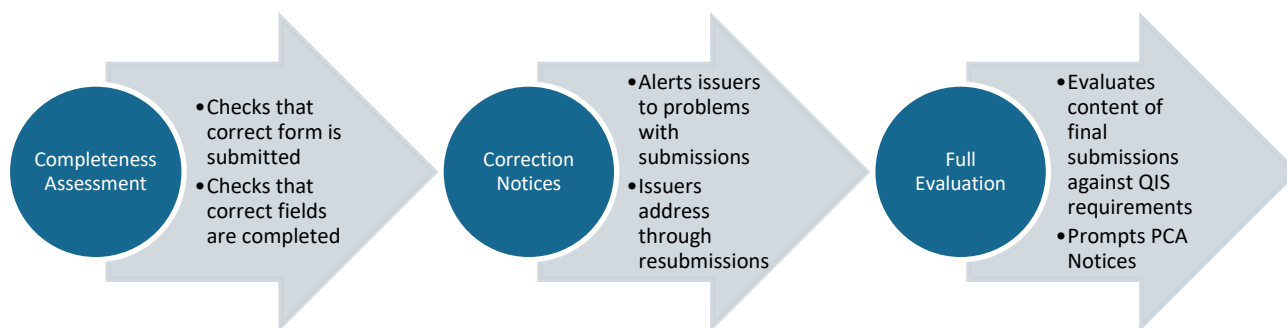 Completeness
Assessment
•Checks that
correct form is
submitted
•Checks that
correct fields
are completed
Correction
Notices
•Alerts issuers
to problems
with
submissions
•Issuers
address
through
resubmissions
Full
Evaluation
•Evaluates
content of
final
submissions
against QIS
requirements
•Prompts PCA
Notices